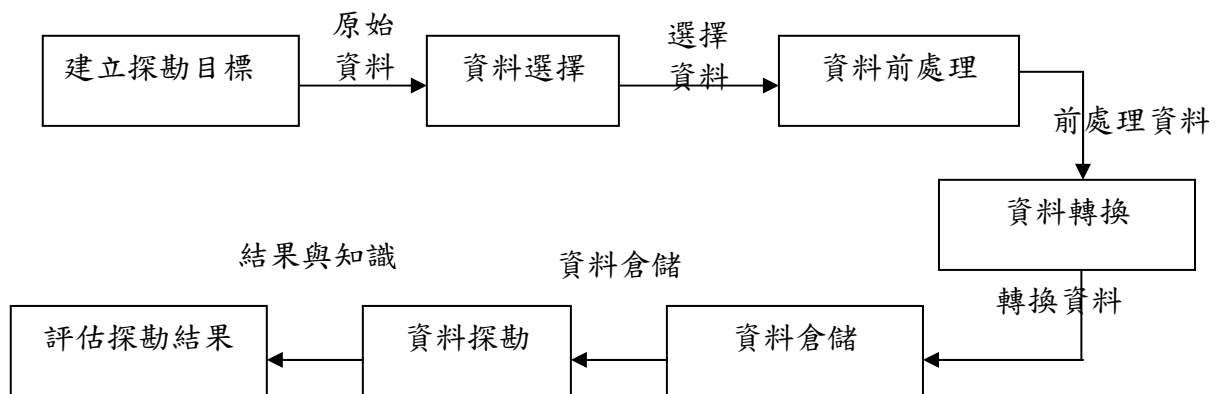 建立探勘目標
原始
資料
資料選擇
選擇
資料
資料前處理
前處理資料
資料轉換
轉換資料
資料倉儲
資料倉儲
資料探勘
結果與知識
評估探勘結果